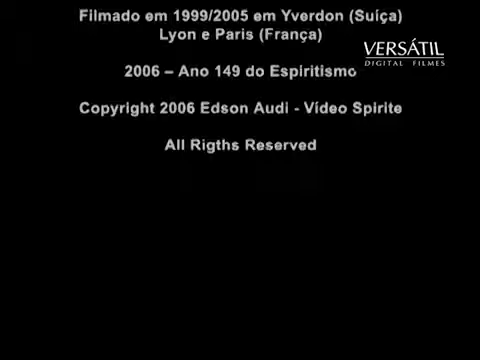 Filmado em 1999/2005 em Yverdon (Suíça)
Lyon e Paris (França)
VERSÁTIL
DIGITAL FILMES
2006 – Ano 149 do Espiritismo
Copyright 2006 Edson Audi - Vídeo Spirite
All Rigths Reserved